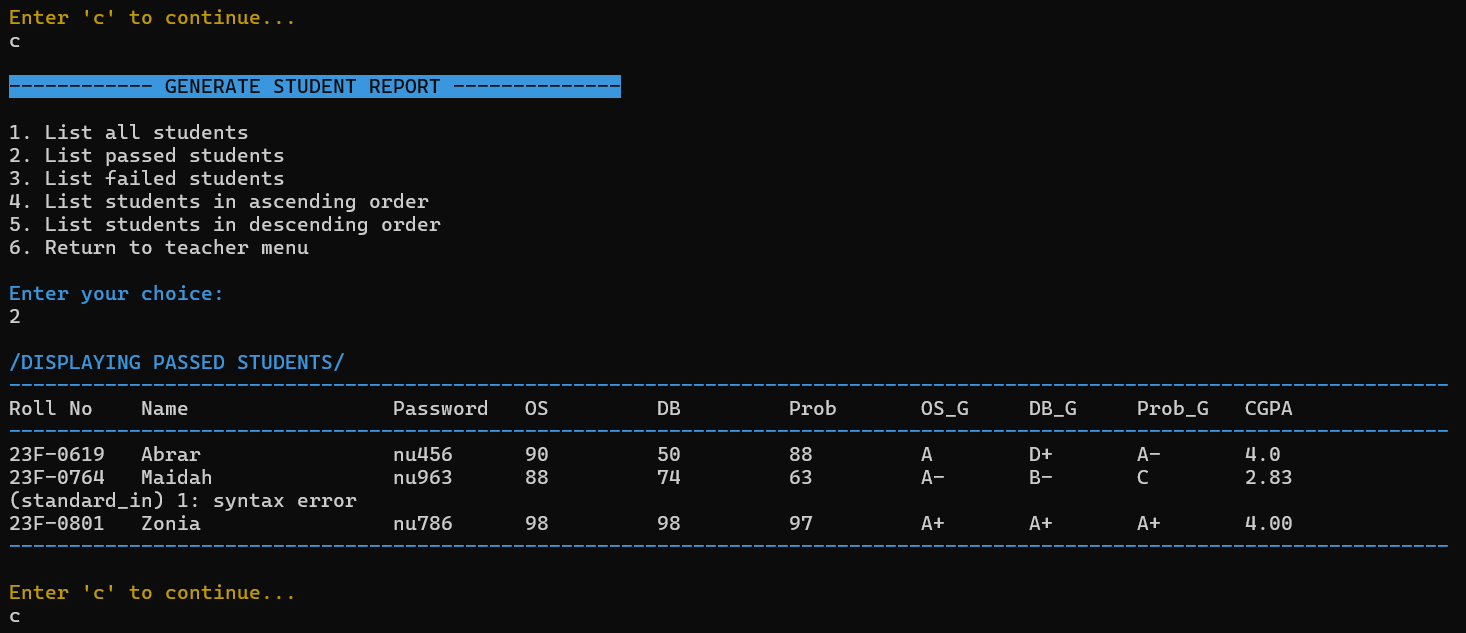 Enter 'c' to continue...
c
------------ GENERATE STUDENT REPORT --------------
1. List all students
2. List passed students
3. List failed students
4. List students in ascending order
5. List students in descending order
6. Return to teacher menu
Enter your choice:
2
/DISPLAYING PASSED STUDENTS/
------------------------------------------------------------------------------------------------------------------------
Roll No    Name                 Password   OS         DB         Prob       OS_G     DB_G     Prob_G   CGPA
------------------------------------------------------------------------------------------------------------------------
23F-0619   Abrar                nu456      90         50         88         A        D+       A-       4.0
23F-0764   Maidah               nu963      88         74         63         A-       B-       C        2.83
(standard_in) 1: syntax error
23F-0801   Zonia                nu786      98         98         97         A+       A+       A+       4.00
------------------------------------------------------------------------------------------------------------------------
Enter 'c' to continue...
c